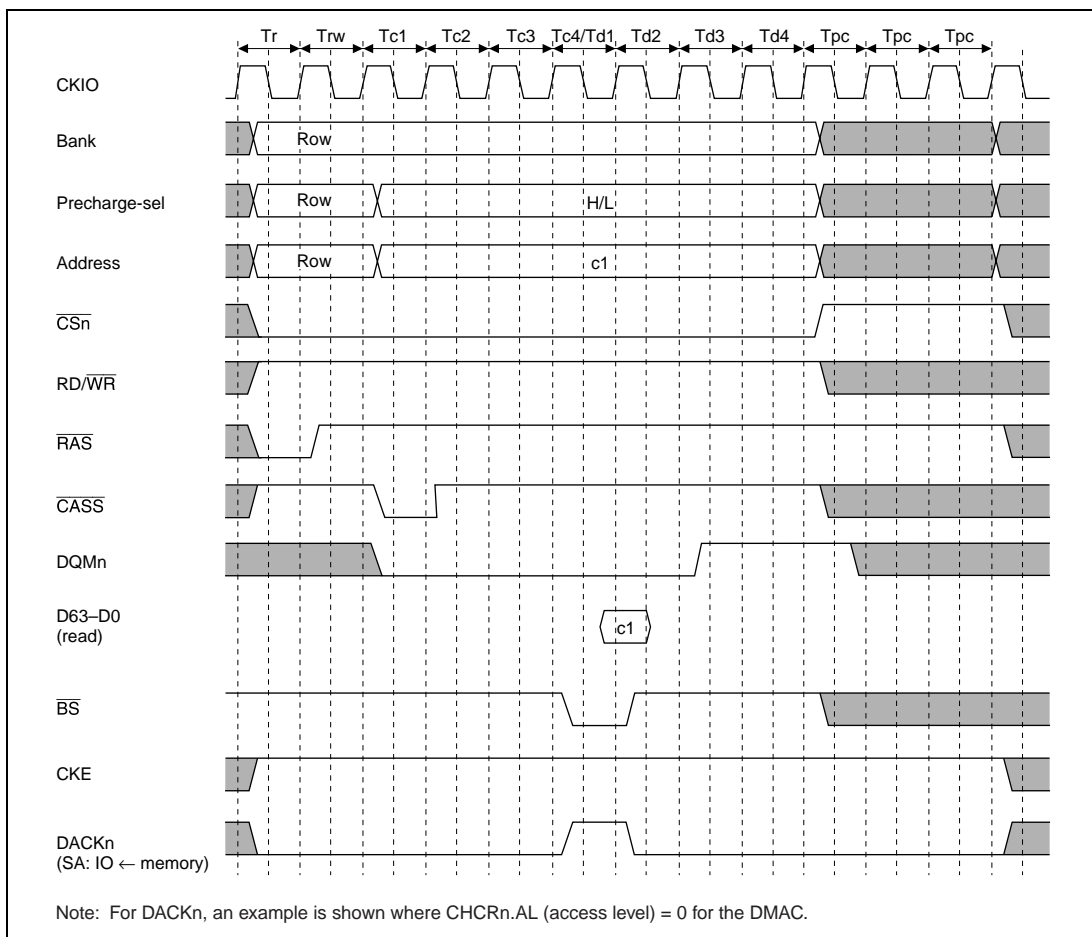 Tr Trw Tc1 Tc2 Tc3 Tc4/Td1 Td2 Td3 Td4 Tpc Tpc Tpc
CKIO
Bank Row
Precharge-sel Row H/L
Address Row c1
CSn
RD/WR
RAS
CASS
DQMn
D63–D0
(read) c1
BS
CKE
DACKn
(SA: IO ← memory)
Note: For DACKn, an example is shown where CHCRn.AL (access level) = 0 for the DMAC.